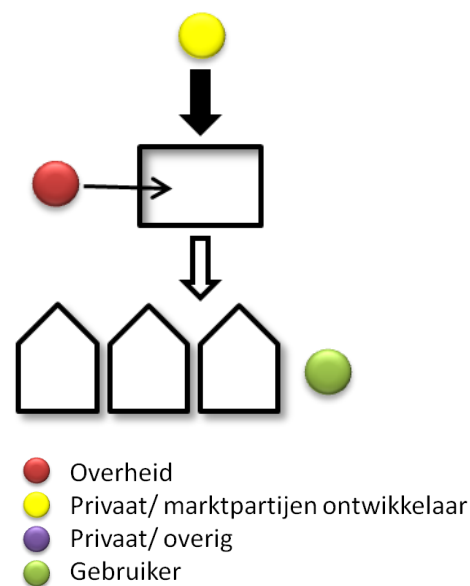 Overheid
Privaat/ marktpartijen ontwikkelaar
Privaat/ overig
Gebruiker